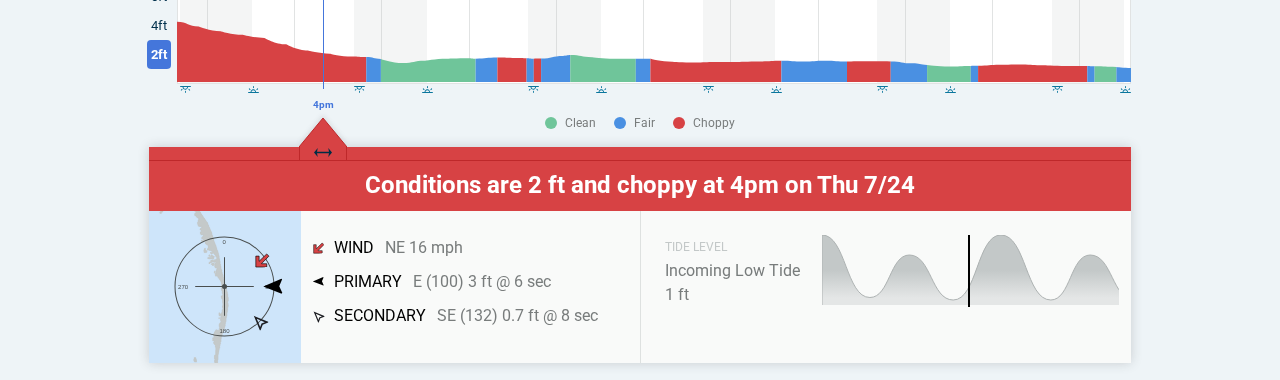 4ft
2ft
4pm
Clean Fair Choppy
Conditions are 2 ft and choppy at 4pm on Thu 7/24
0
270
180
WIND NE 16 mph
PRIMARY E (100) 3 ft @ 6 sec
SECONDARY SE (132) 0.7 ft @ 8 sec
TIDE LEVEL
Incoming Low Tide
1 ft